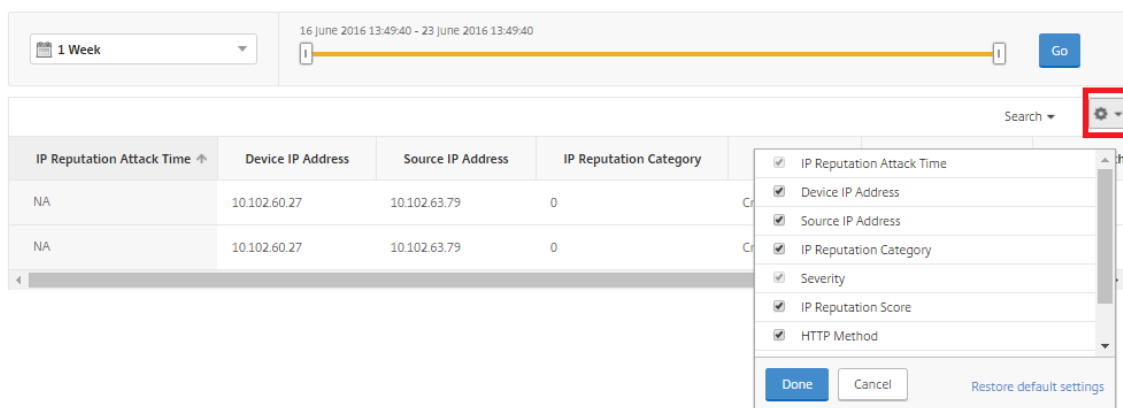 16 June 2016 13:49:40 - 23 June 2016 13:49:40
1 Week
Go
Search
IP Reputation Attack Time Device IP Address Source IP Address IP Reputation Category
NA 10.102.60.27 10.102.63.79 0
NA 10.102.60.27 10.102.63.79 0
IP Reputation Attack Time
Device IP Address
Source IP Address
IP Reputation Category
Severity
IP Reputation Score
HTTP Method
Done Cancel Restore default settings